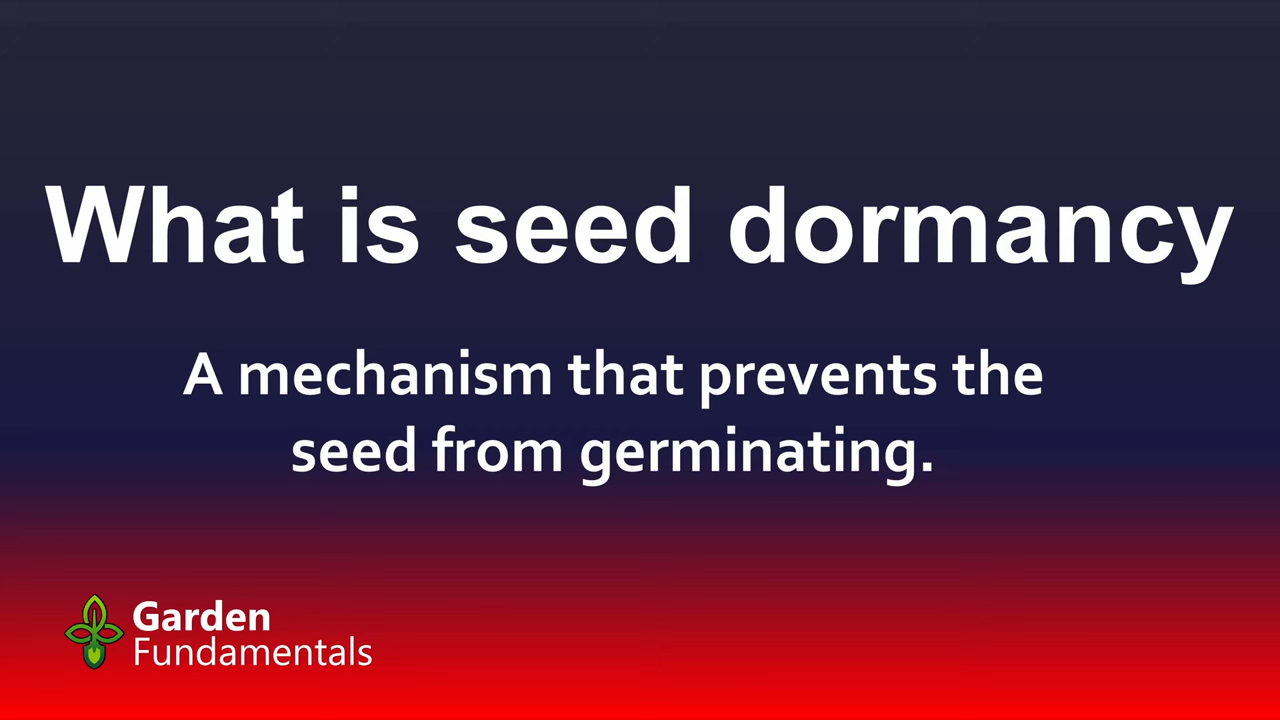 What is seed dormancy
A mechanism that prevents the
seed from germinating.
Garden
Fundamentals